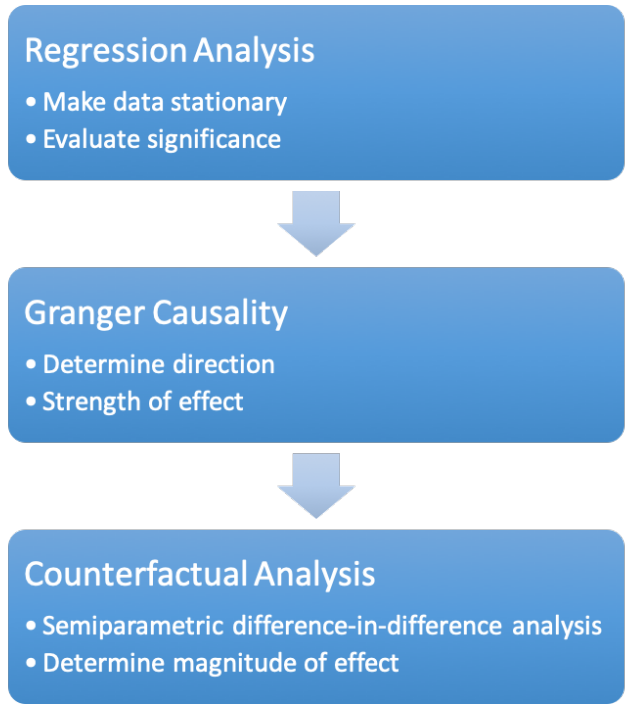 Regression Analysis
• Make data stationary
• Evaluate significance
Granger Causality
• Determine direction
• Strength of effect
Counterfactual Analysis
• Semiparametric difference-in-difference analysis
• Determine magnitude of effect